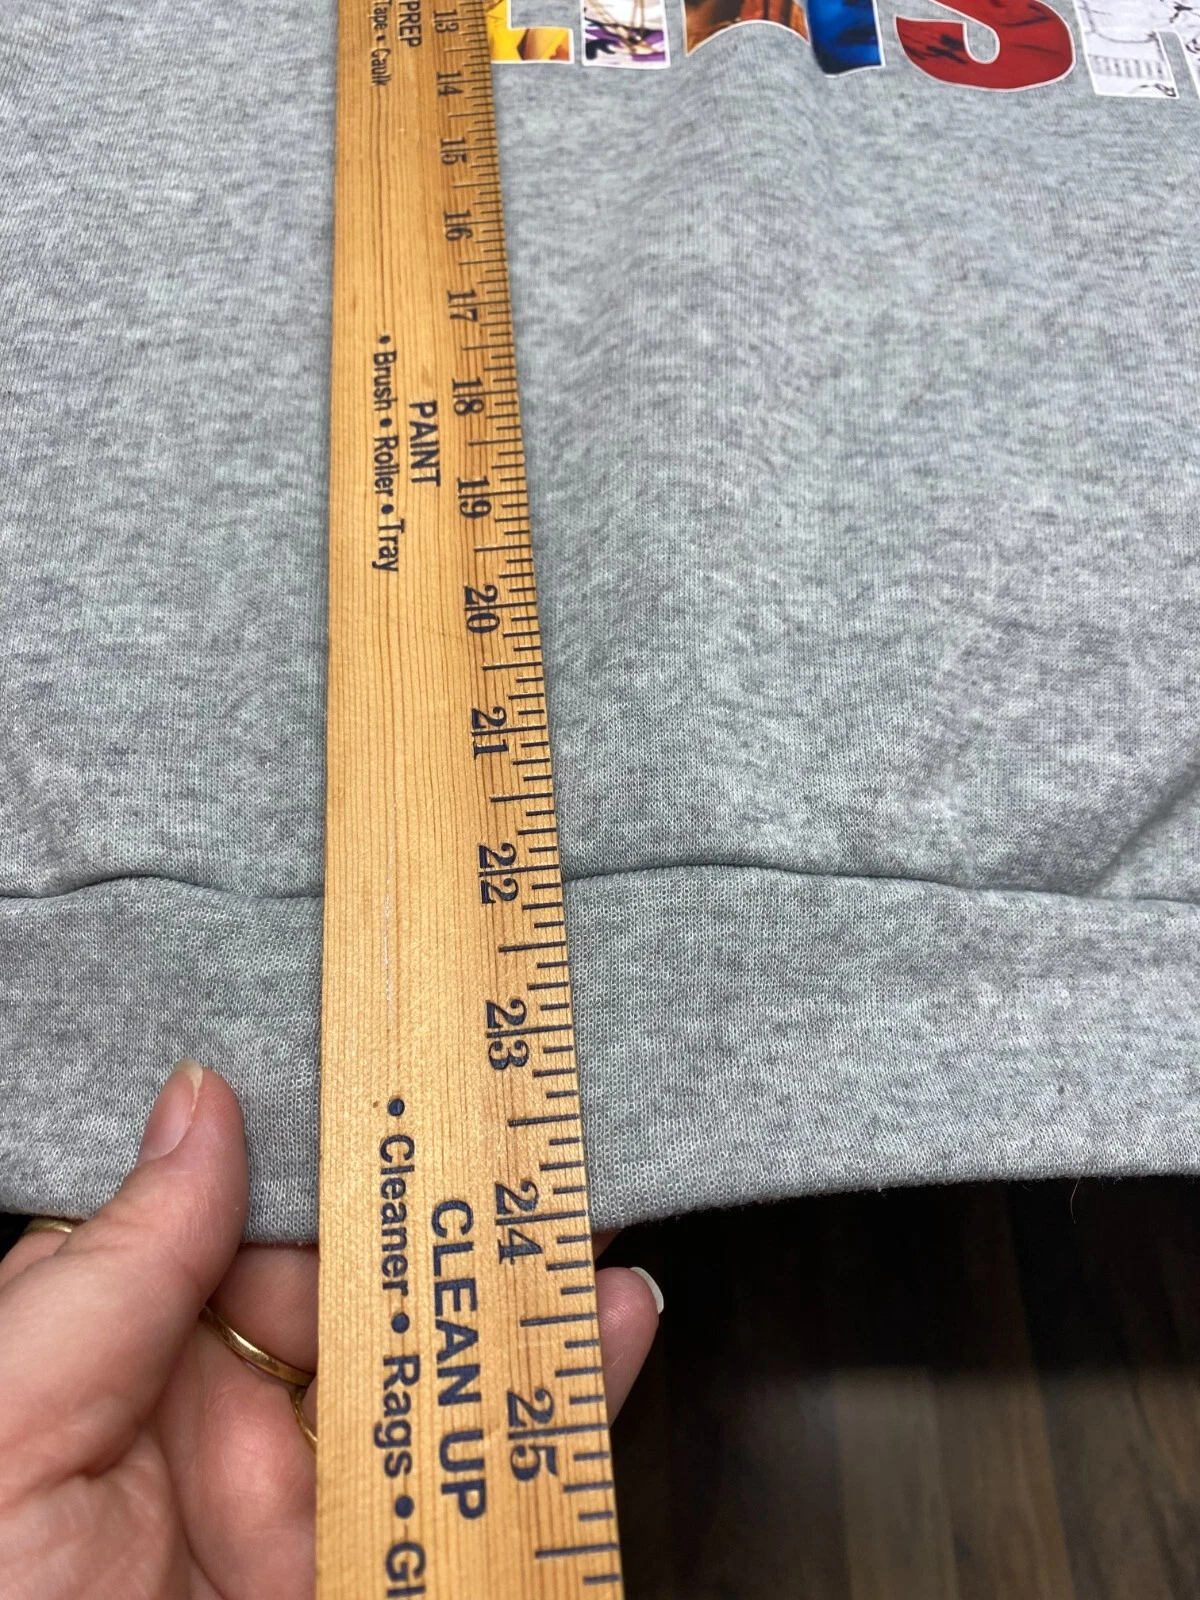 PREP
Tape • Caulk
PAINT
• Brush • Roller • Tray
CLEAN UP
• Cleaner • Rags • Gl
13 14 15 16 17 18 19 20 21 22 23 24 25